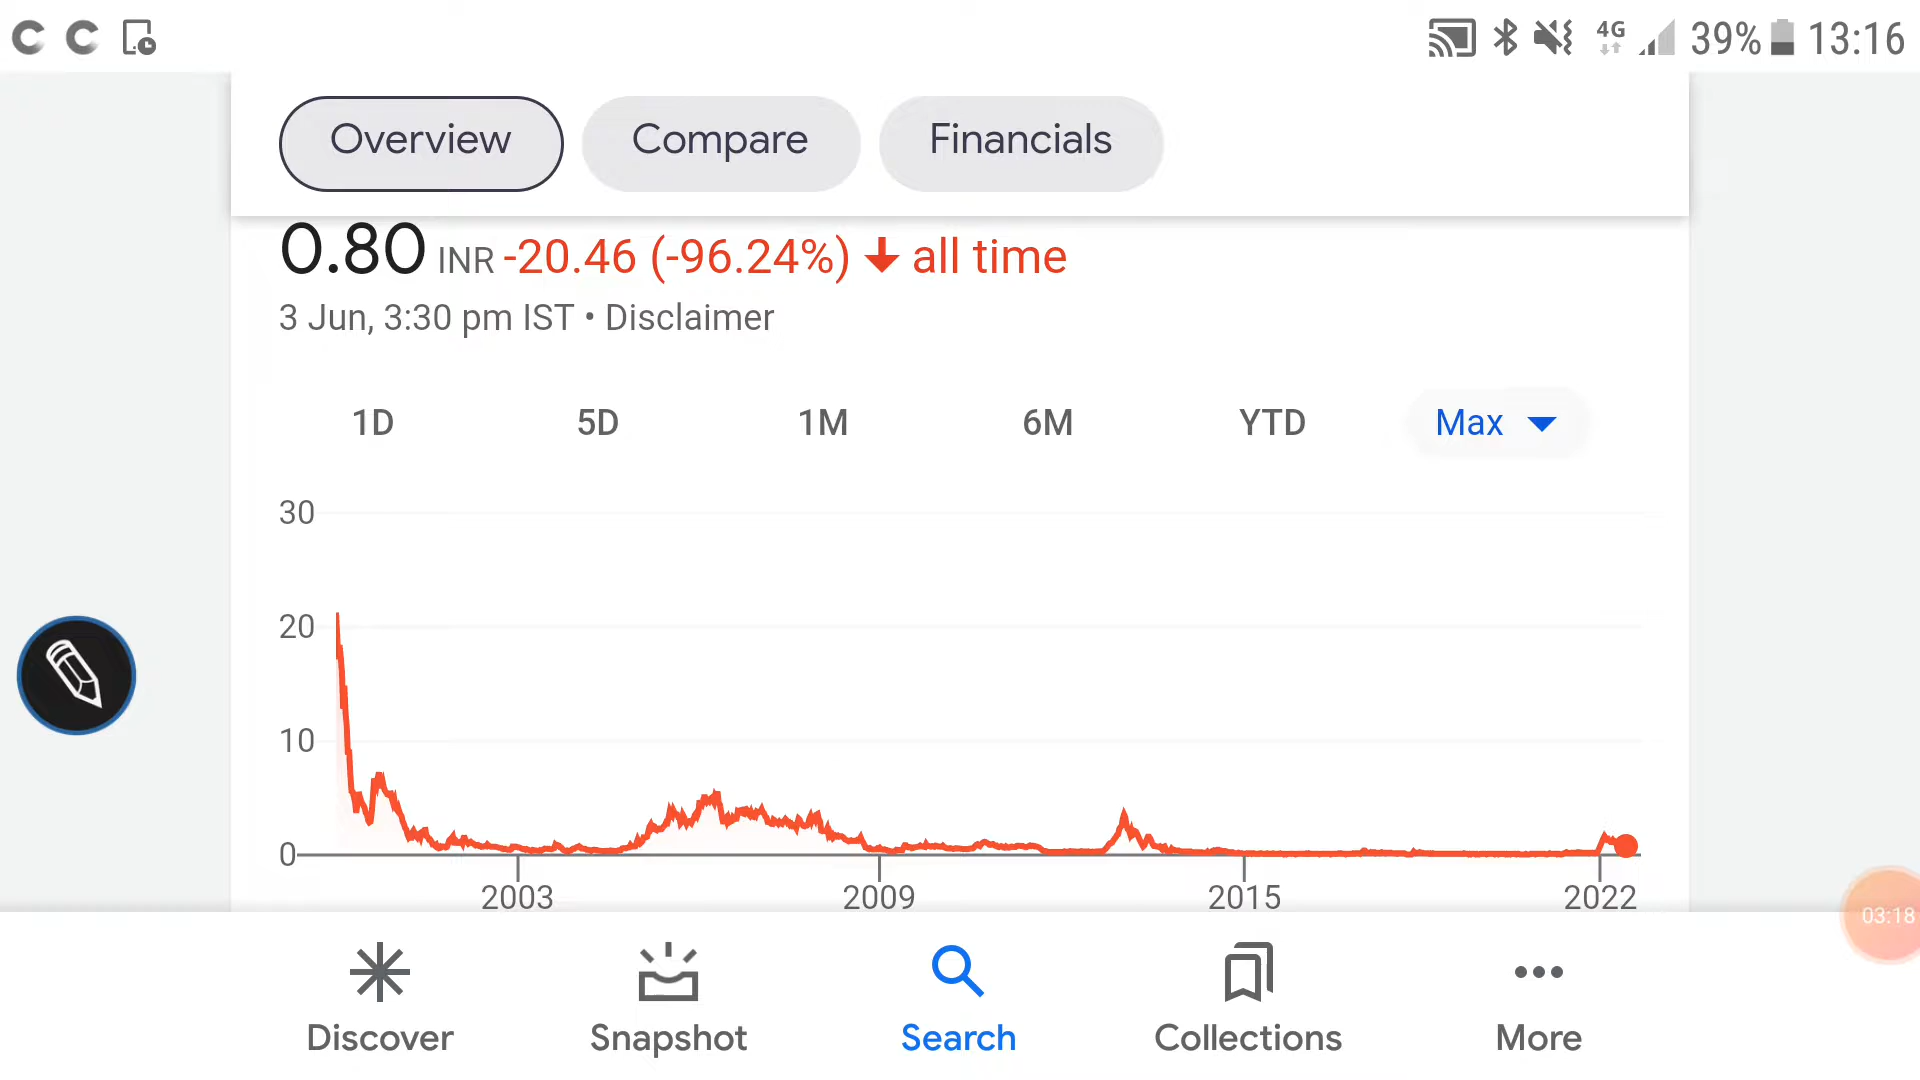 4G 39% 13:16
Overview Compare Financials
0.80 INR -20.46 (-96.24%) ↓ all time
3 Jun, 3:30 pm IST • Disclaimer
1D 5D 1M 6M YTD Max
30
20
10
0
2003 2009 2015 2022
03:18
Discover Snapshot Search Collections More